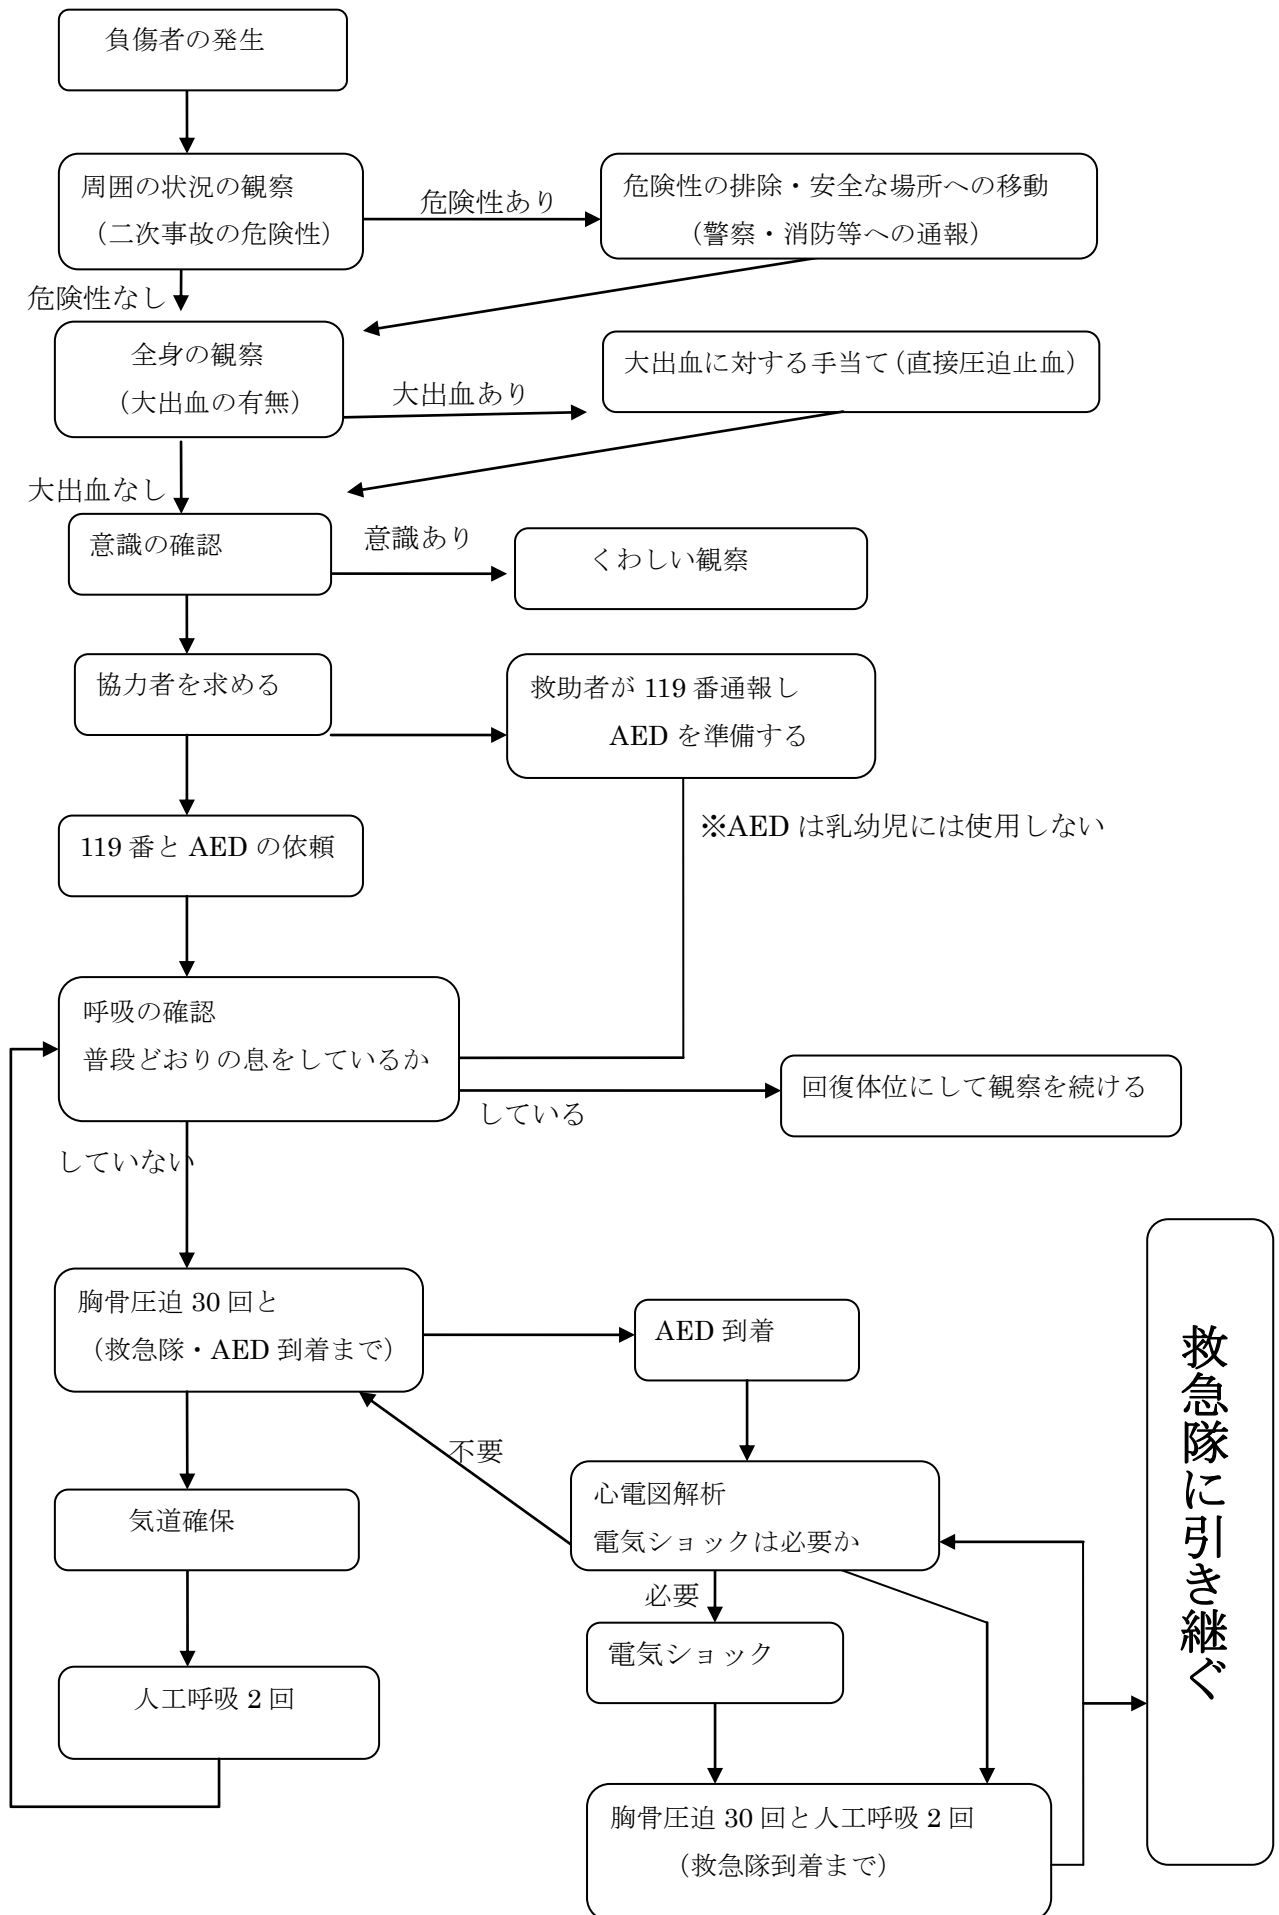 負傷者の発生
周囲の状況の観察
（二次事故の危険性）
危険性あり
危険性の排除・安全な場所への移動
（警察・消防等への通報）
危険性なし
全身の観察
（大出血の有無）
大出血あり
大出血に対する手当て（直接圧迫止血）
大出血なし
意識の確認
意識あり
くわしい観察
協力者を求める
救助者が 119 番通報し
AED を準備する
※AED は乳幼児には使用しない
119 番と AED の依頼
呼吸の確認
普段どおりの息をしているか
している
回復体位にして観察を続ける
していない
胸骨圧迫 30 回と
（救急隊・AED 到着まで）
AED 到着
不要
心電図解析
電気ショックは必要か
気道確保
必要
電気ショック
人工呼吸 2 回
胸骨圧迫 30 回と人工呼吸 2 回
（救急隊到着まで）
救急隊に引き継ぐ